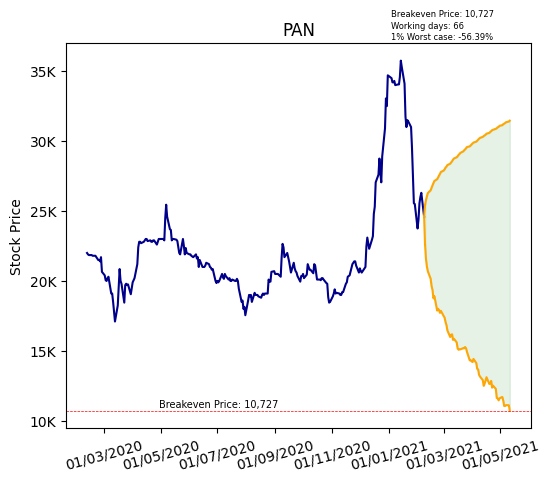 Breakeven Price: 10,727
Working days: 66
1% Worst case: -56.39%
PAN
Stock Price
35K
30K
25K
20K
15K
10K
Breakeven Price: 10,727
01/03/2020
01/05/2020
01/07/2020
01/09/2020
01/11/2020
01/01/2021
01/03/2021
01/05/2021